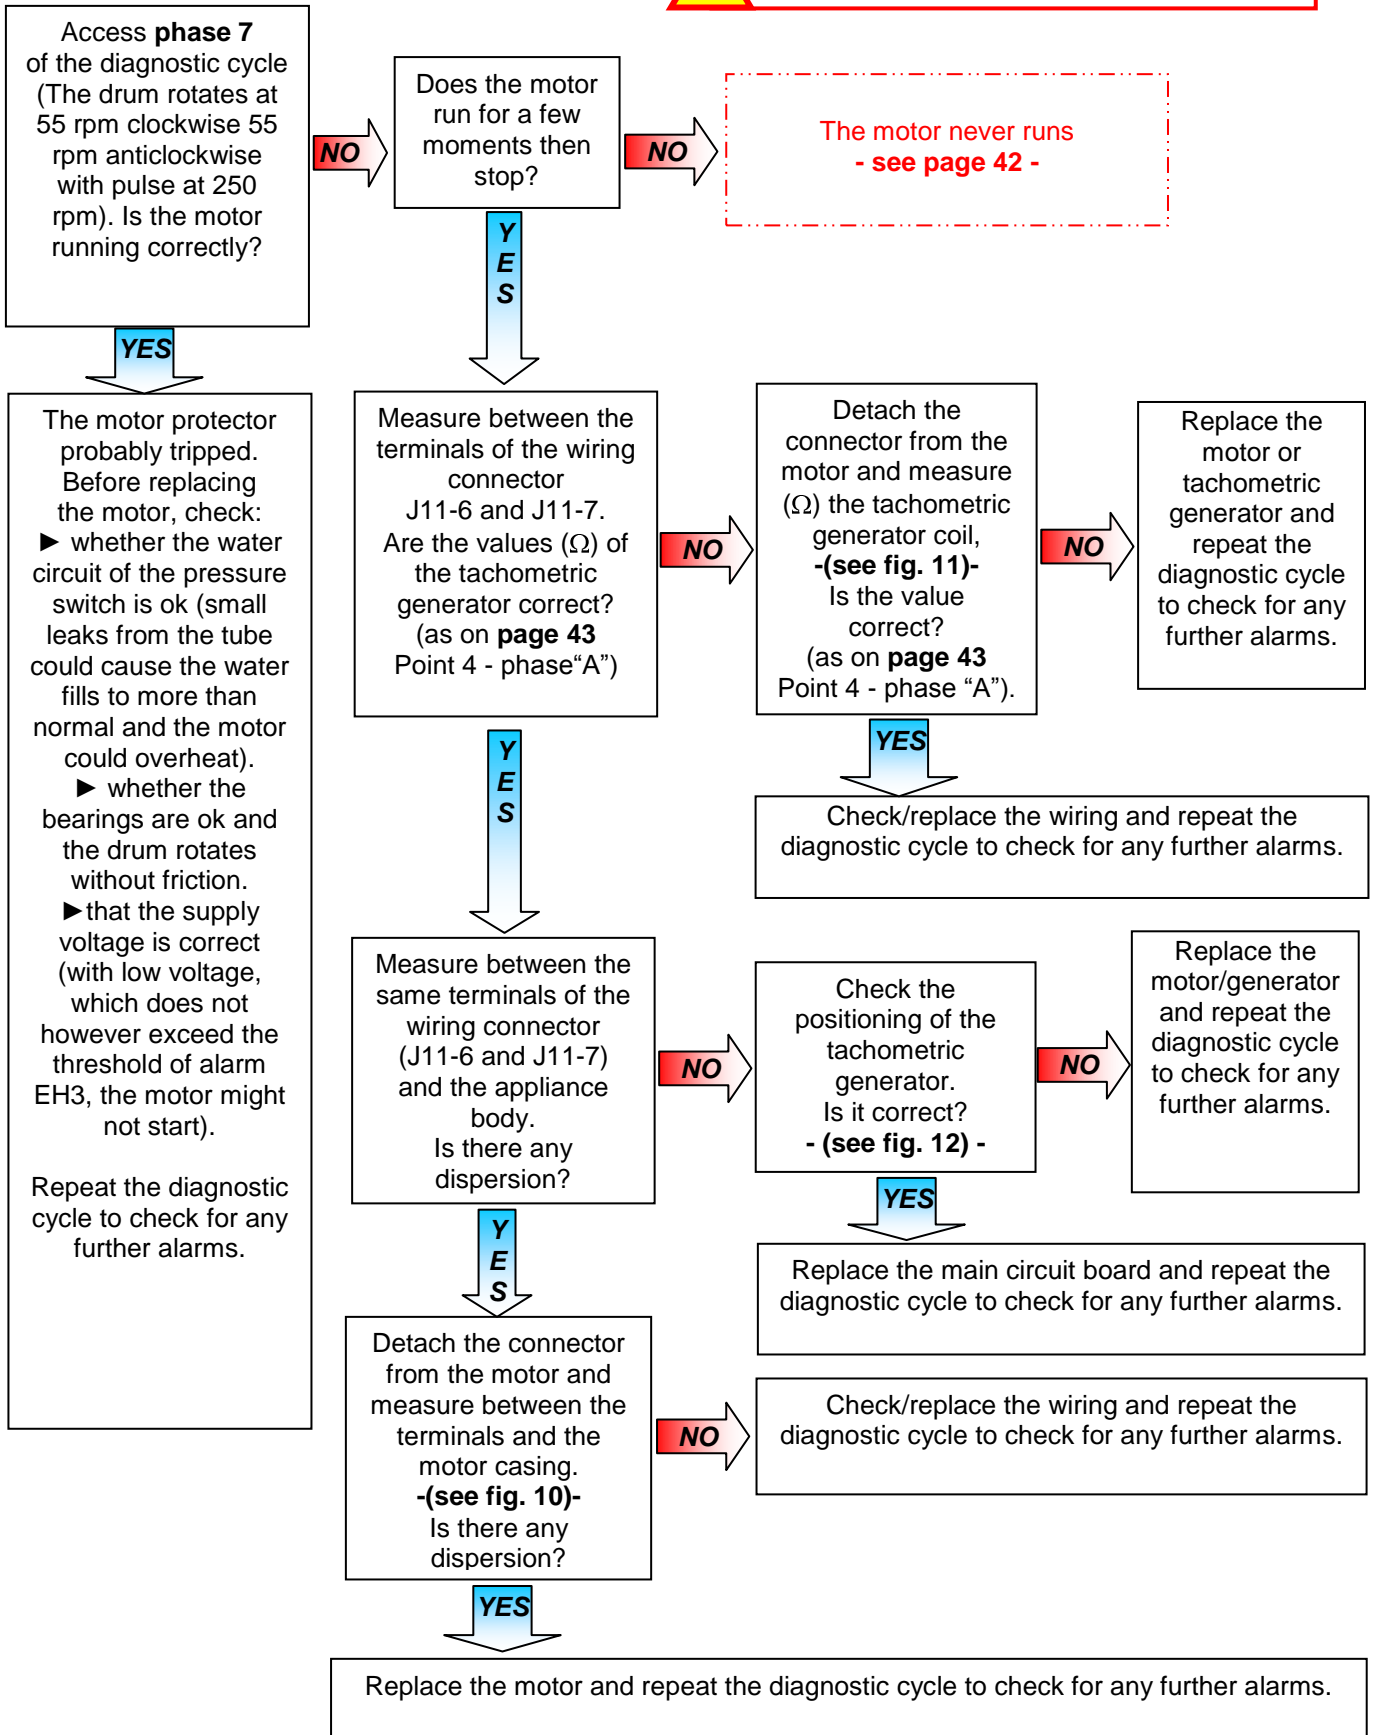 Access phase 7
of the diagnostic cycle
(The drum rotates at
55 rpm clockwise 55
rpm anticlockwise
with pulse at 250
rpm). Is the motor
running correctly?
NO
Does the motor
run for a few
moments then
stop?
NO
The motor never runs
- see page 42 -
YES
Y
E
S
The motor protector
probably tripped.
Before replacing
the motor, check:
► whether the water
circuit of the pressure
switch is ok (small
leaks from the tube
could cause the water
fills to more than
normal and the motor
could overheat).
► whether the
bearings are ok and
the drum rotates
without friction.
►that the supply
voltage is correct
(with low voltage,
which does not
however exceed the
threshold of alarm
EH3, the motor might
not start).
Repeat the diagnostic
cycle to check for any
further alarms.
Measure between the
terminals of the wiring
connector
J11-6 and J11-7.
Are the values (Ω) of
the tachometric
generator correct?
(as on page 43
Point 4 - phase“A”)
NO
Detach the
connector from the
motor and measure
(Ω) the tachometric
generator coil,
-(see fig. 11)-
Is the value
correct?
(as on page 43
Point 4 - phase “A”).
NO
Replace the
motor or
tachometric
generator and
repeat the
diagnostic cycle
to check for any
further alarms.
YES
Check/replace the wiring and repeat the
diagnostic cycle to check for any further alarms.
Y
E
S
Measure between the
same terminals of the
wiring connector
(J11-6 and J11-7)
and the appliance
body.
Is there any
dispersion?
NO
Check the
positioning of the
tachometric
generator.
Is it correct?
- (see fig. 12) -
NO
Replace the
motor/generator
and repeat the
diagnostic cycle
to check for any
further alarms.
YES
Replace the main circuit board and repeat the
diagnostic cycle to check for any further alarms.
Y
E
S
Detach the connector
from the motor and
measure between the
terminals and the
motor casing.
-(see fig. 10)-
Is there any
dispersion?
NO
Check/replace the wiring and repeat the
diagnostic cycle to check for any further alarms.
YES
Replace the motor and repeat the diagnostic cycle to check for any further alarms.